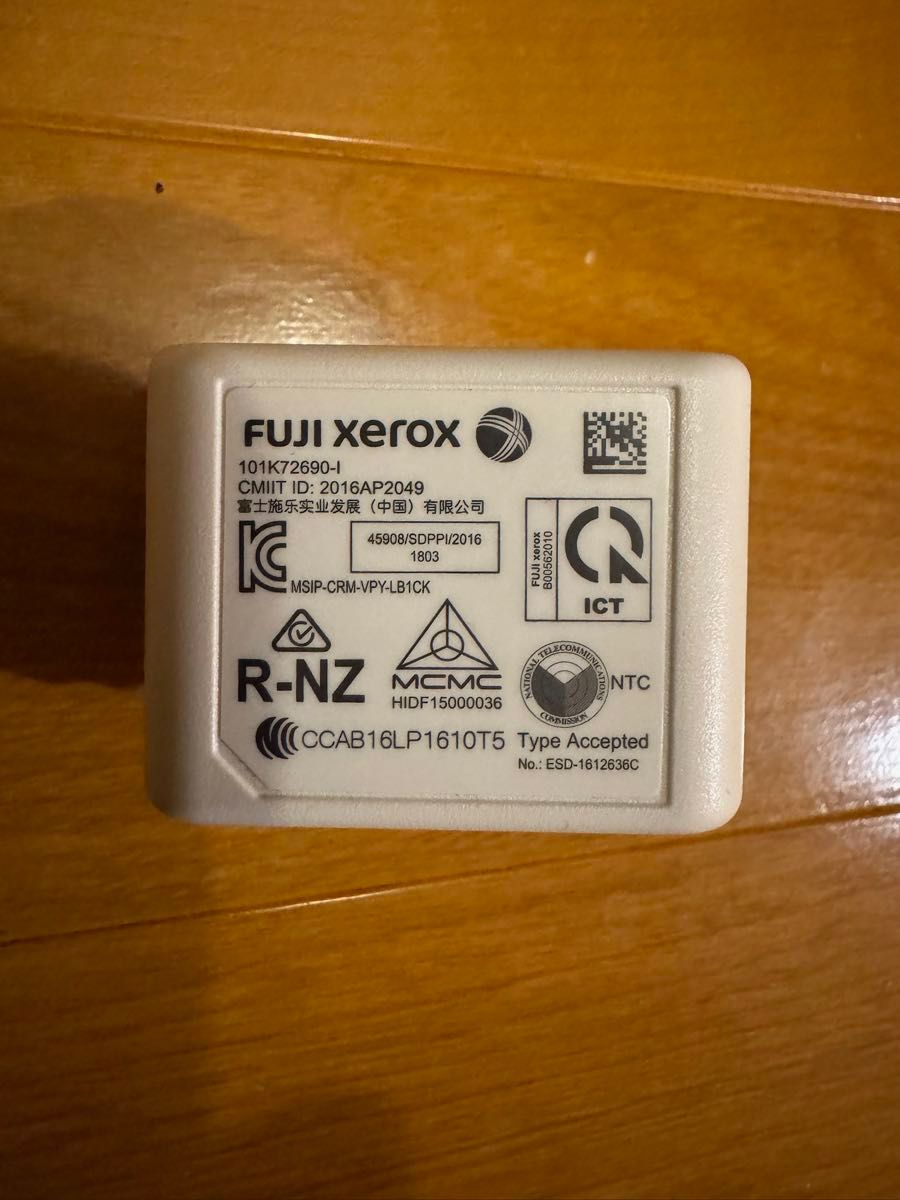 FUJI xerox
101K72690-I
CMIIT ID: 2016AP2049
富士施乐实业发展（中国）有限公司
45908/SDPPI/2016
1803
MSIP-CRM-VPY-LB1CK
FUJI xerox
B00562010
ICT
R-NZ
MCMC
HIDF15000036
NATIONAL TELECOMMUNICATIONS COMMISSION
NTC
CCAB16LP1610T5
Type Accepted
No.: ESD-1612636C